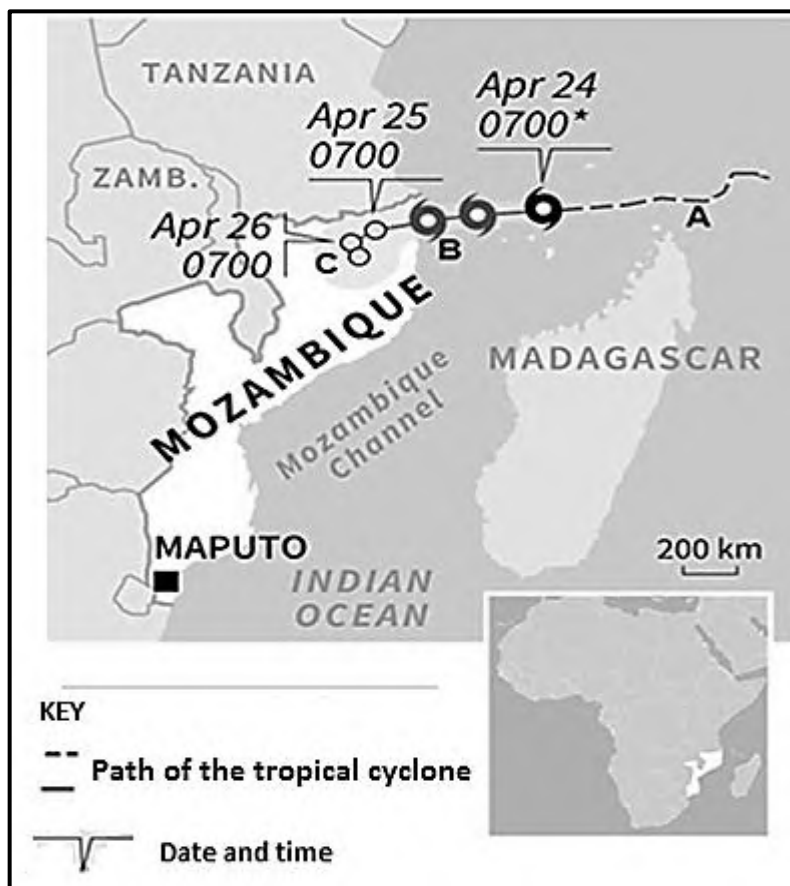 TANZANIA
Apr 24
0700*
Apr 25
0700
ZAMB.
Apr 26
0700
A
B
C
MOZAMBIQUE
MADAGASCAR
Mozambique
Channel
MAPUTO
200 km
INDIAN
OCEAN
KEY
Path of the tropical cyclone
Date and time